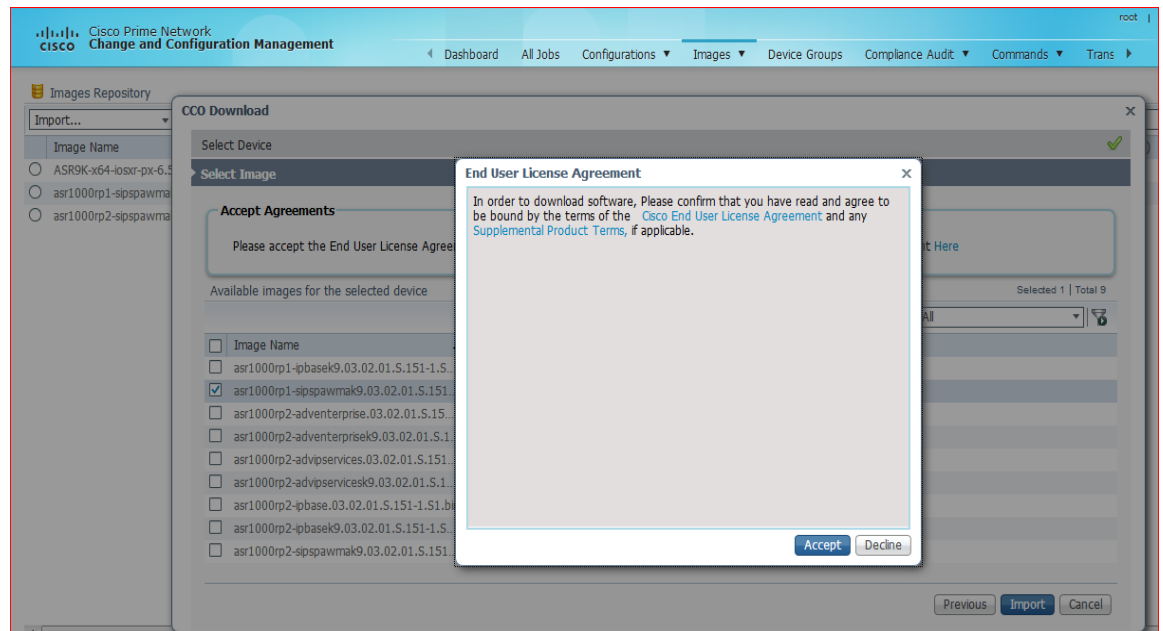 root |
Cisco Prime Network
CISCO Change and Configuration Management
Dashboard All Jobs Configurations ▼ Images ▼ Device Groups Compliance Audit ▼ Commands ▼ Trans
Images Repository
Import...
Image Name
ASR9K-x64-iosxr-px-6.5
asr1000rp1-sipspawma
asr1000rp2-sipspawma
CCO Download x
Select Device
Select Image
Accept Agreements
Please accept the End User License Agree
t Here
Available images for the selected device
Selected 1 | Total 9
All
Image Name
asr1000rp1-ipbasek9.03.02.01.S.151-1.S...
asr1000rp1-sipspawmak9.03.02.01.S.151...
asr1000rp2-adventerprise.03.02.01.S.15...
asr1000rp2-adventerprisek9.03.02.01.S.1...
asr1000rp2-advipservices.03.02.01.S.151...
asr1000rp2-advipservicesk9.03.02.01.S.1...
asr1000rp2-ipbase.03.02.01.S.151-1.S1.bi
asr1000rp2-ipbasek9.03.02.01.S.151-1.S...
asr1000rp2-sipspawmak9.03.02.01.S.151...
Previous Import Cancel
End User License Agreement x
In order to download software, Please confirm that you have read and agree to
be bound by the terms of the Cisco End User License Agreement and any
Supplemental Product Terms, if applicable.
Accept Decline